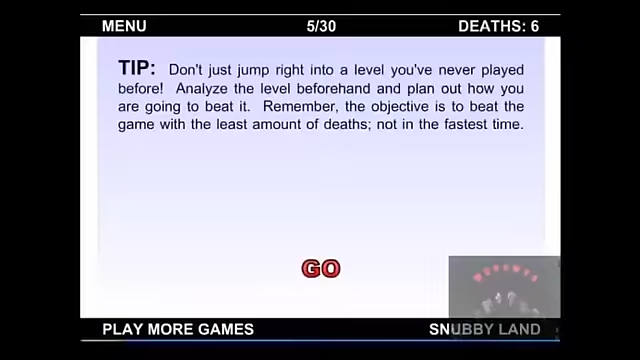 MENU 5/30 DEATHS: 6
TIP: Don't just jump right into a level you've never played
before! Analyze the level beforehand and plan out how you
are going to beat it. Remember, the objective is to beat the
game with the least amount of deaths; not in the fastest time.
GO
PLAY MORE GAMES SNUBBY LAND